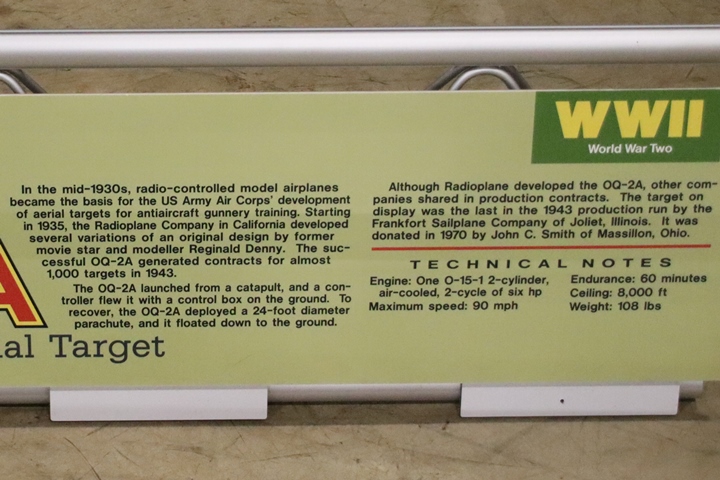 WWII
World War Two
In the mid-1930s, radio-controlled model airplanes
became the basis for the US Army Air Corps' development
of aerial targets for antiaircraft gunnery training. Starting
in 1935, the Radioplane Company in California developed
several variations of an original design by former
movie star and modeller Reginald Denny. The suc-
cessful OQ-2A generated contracts for almost
1,000 targets in 1943.
The OQ-2A launched from a catapult, and a con-
troller flew it with a control box on the ground. To
recover, the OQ-2A deployed a 24-foot diameter
parachute, and it floated down to the ground.
A
al Target
Although Radioplane developed the OQ-2A, other com-
panies shared in production contracts. The target on
display was the last in the 1943 production run by the
Frankfort Sailplane Company of Joliet, Illinois. It was
donated in 1970 by John C. Smith of Massillon, Ohio.
TECHNICAL NOTES
Engine: One O-15-1 2-cylinder,
air-cooled, 2-cycle of six hp
Maximum speed: 90 mph
Endurance: 60 minutes
Ceiling: 8,000 ft
Weight: 108 lbs